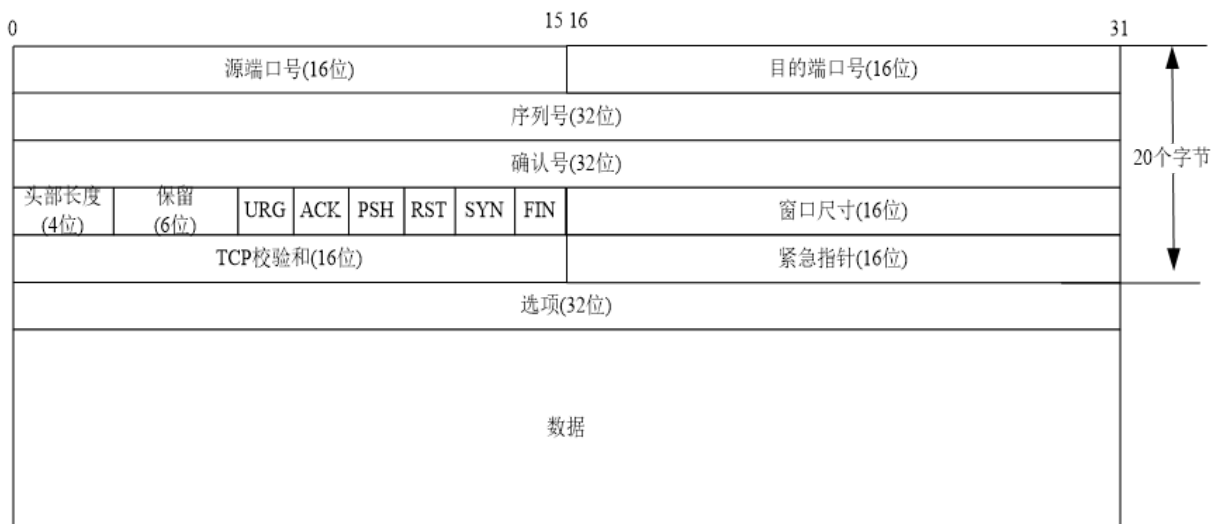 0 15 16 31
源端口号(16位) 目的端口号(16位)
序列号(32位)
确认号(32位)
20个字节
头部长度
(4位)
保留
(6位)
URG ACK PSH RST SYN FIN 窗口尺寸(16位)
TCP校验和(16位) 紧急指针(16位)
选项(32位)
数据